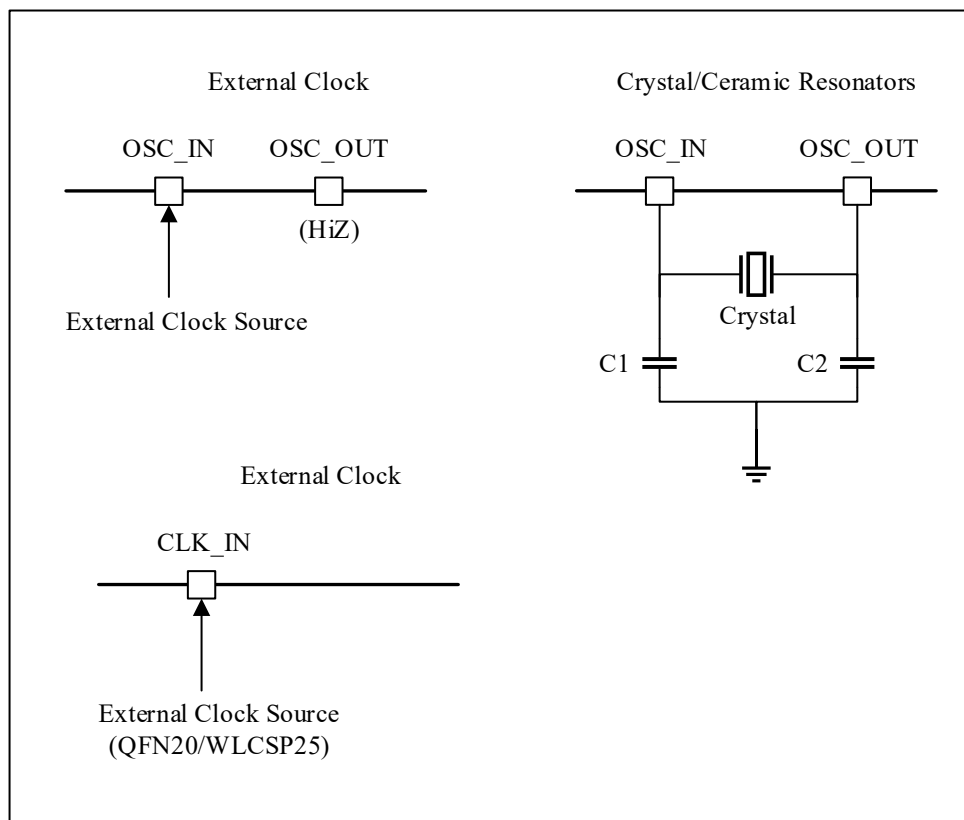 External Clock
OSC_IN
OSC_OUT
(HiZ)
External Clock Source
Crystal/Ceramic Resonators
OSC_IN
OSC_OUT
Crystal
C1
C2
External Clock
CLK_IN
External Clock Source
(QFN20/WLCSP25)